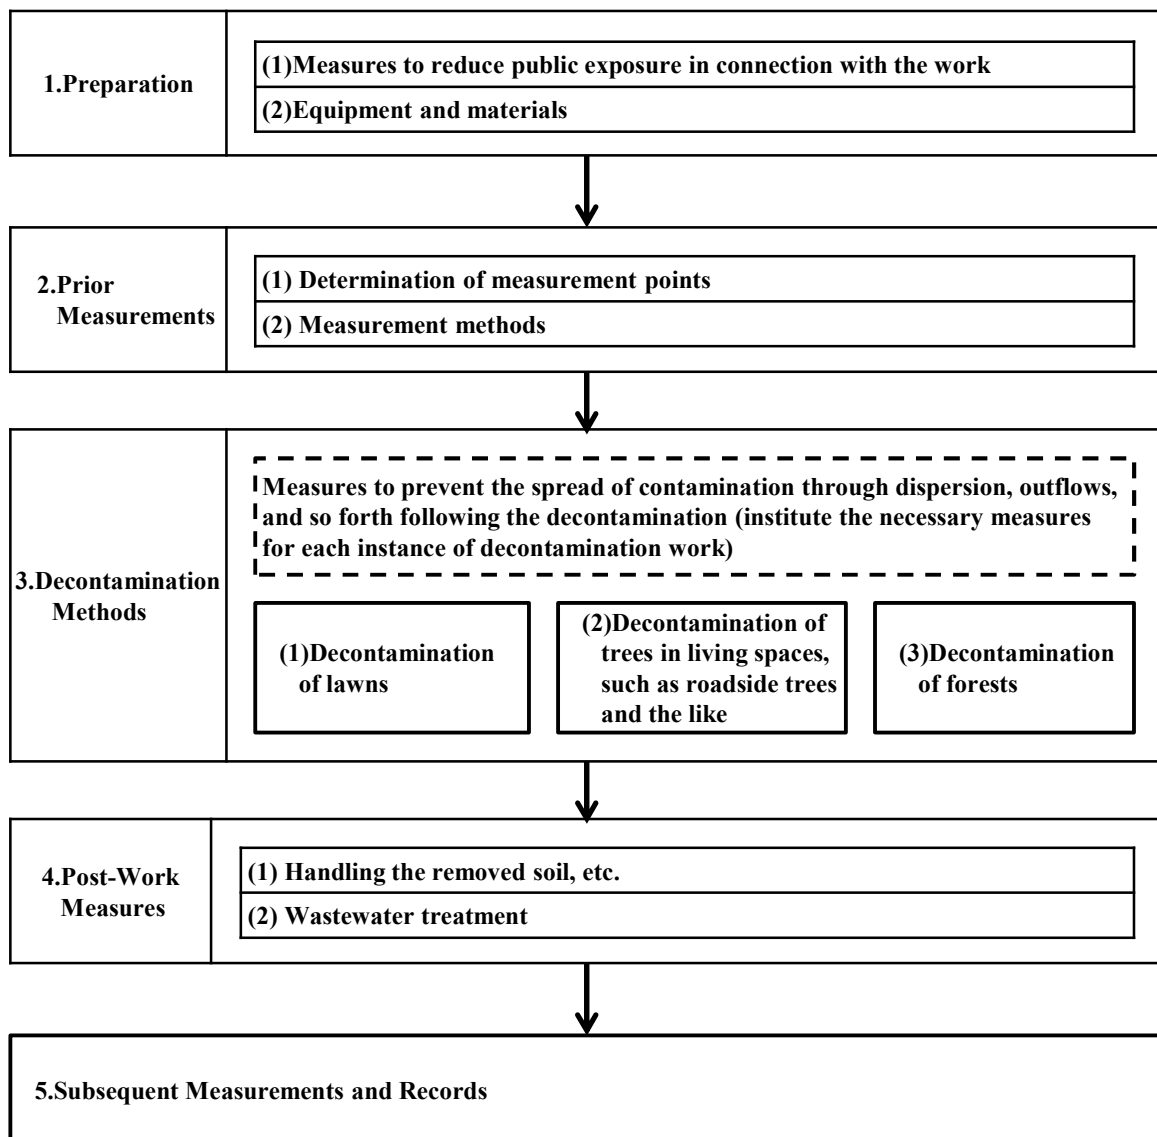 1.Preparation
(1)Measures to reduce public exposure in connection with the work
(2)Equipment and materials
2.Prior
Measurements
(1) Determination of measurement points
(2) Measurement methods
3.Decontamination
Methods
Measures to prevent the spread of contamination through dispersion, outflows,
and so forth following the decontamination (institute the necessary measures
for each instance of decontamination work)
(1)Decontamination
of lawns
(2)Decontamination of
trees in living spaces,
such as roadside trees
and the like
(3)Decontamination
of forests
4.Post-Work
Measures
(1) Handling the removed soil, etc.
(2) Wastewater treatment
5.Subsequent Measurements and Records